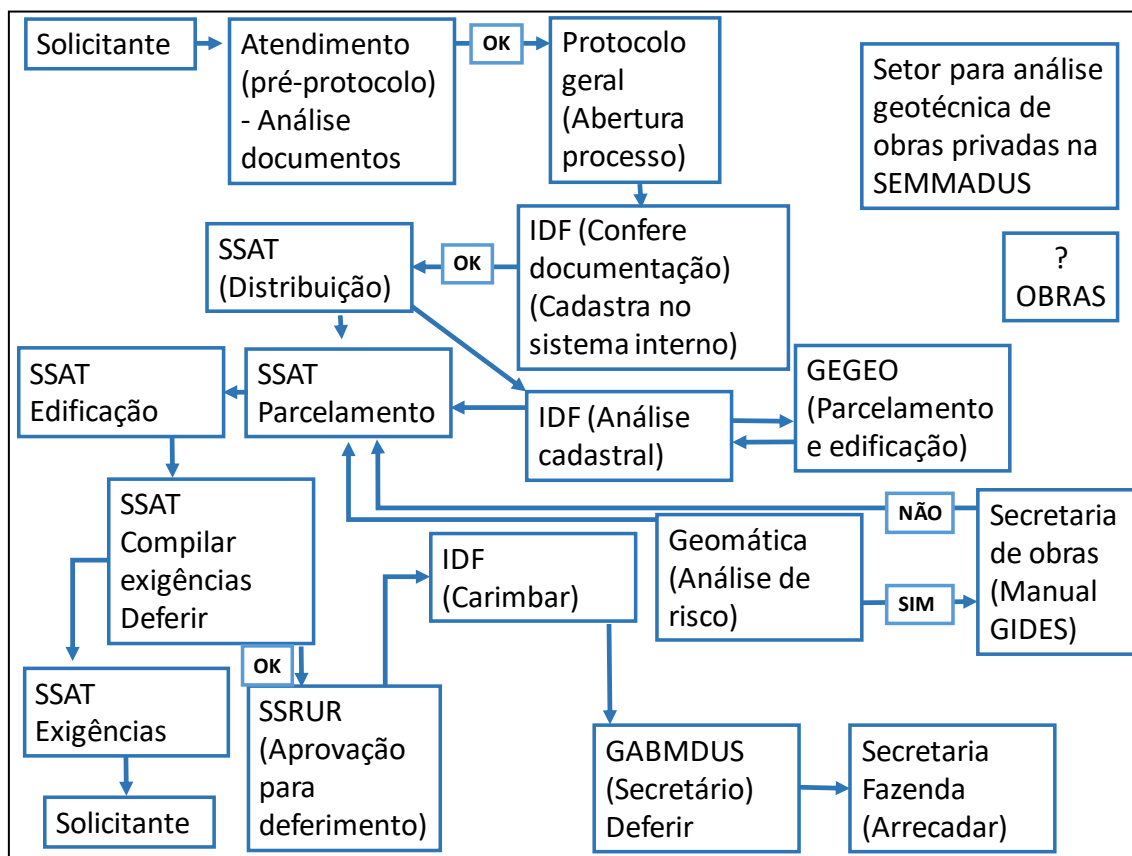 Solicitante
Atendimento
(pré-protocolo)
- Análise
documentos
OK
Protocolo
geral
(Abertura
processo)
Setor para análise
geotécnica de
obras privadas na
SEMMADUS
?
OBRAS
IDF (Confere
documentação)
(Cadastra no
sistema interno)
OK
SSAT
(Distribuição)
SSAT
Edificação
SSAT
Parcelamento
IDF (Análise
cadastral)
GEGEO
(Parcelamento
e edificação)
SSAT
Compilar
exigências
Deferir
IDF
(Carimbar)
Geomática
(Análise de
risco)
NÃO
SIM
Secretaria
de obras
(Manual
GIDES)
OK
SSAT
Exigências
SSRUR
(Aprovação
para
deferimento)
GABMDUS
(Secretário)
Deferir
Secretaria
Fazenda
(Arrecadar)
Solicitante